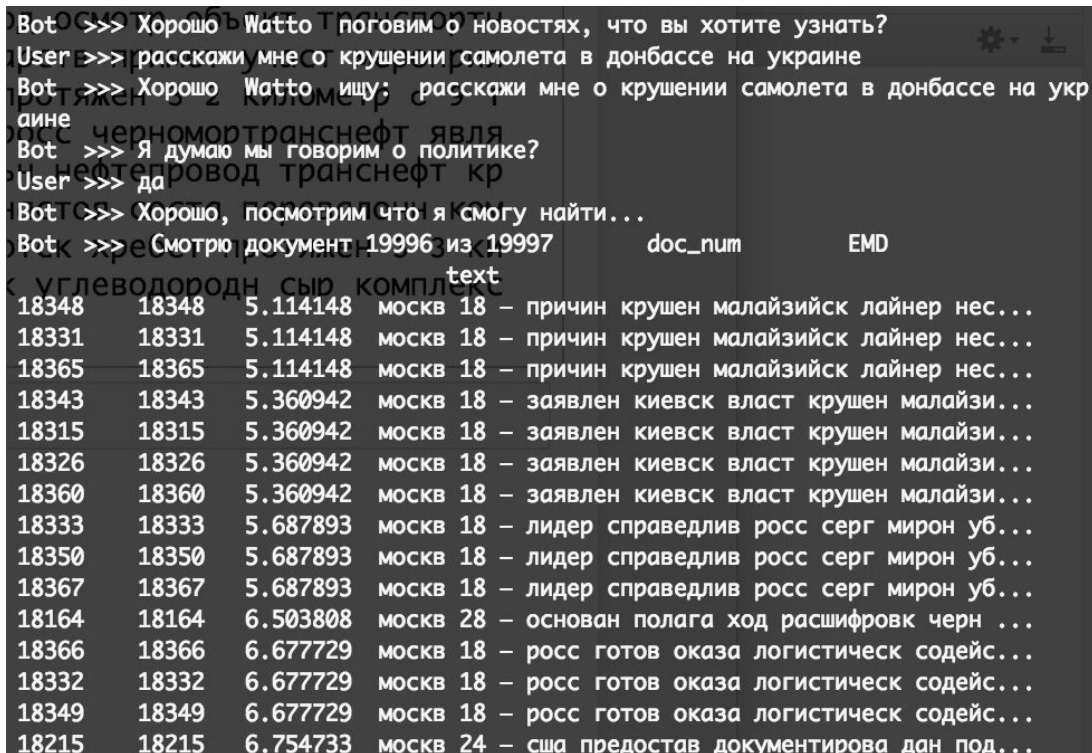 Bot >>> Хорошо Watto поговим о новостях, что вы хотите узнать?
User >>> расскажи мне о крушении самолета в донбассе на украине
Bot >>> Хорошо Watto ищу: расскажи мне о крушении самолета в донбассе на укр
аине
Bot >>> Я думаю мы говорим о политике?
User >>> да
Bot >>> Хорошо, посмотрим что я смогу найти...
Bot >>> Смотрю документ 19996 из 19997 doc_num EMD
text
18348 18348 5.114148 москв 18 – причин крушен малайзийск лайнер нес...
18331 18331 5.114148 москв 18 – причин крушен малайзийск лайнер нес...
18365 18365 5.114148 москв 18 – причин крушен малайзийск лайнер нес...
18343 18343 5.360942 москв 18 – заявлен киевск власт крушен малайзи...
18315 18315 5.360942 москв 18 – заявлен киевск власт крушен малайзи...
18326 18326 5.360942 москв 18 – заявлен киевск власт крушен малайзи...
18360 18360 5.360942 москв 18 – заявлен киевск власт крушен малайзи...
18333 18333 5.687893 москв 18 – лидер справедлив росс серг мирон уб...
18350 18350 5.687893 москв 18 – лидер справедлив росс серг мирон уб...
18367 18367 5.687893 москв 18 – лидер справедлив росс серг мирон уб...
18164 18164 6.503808 москв 28 – основан полага ход расшифровк черн ...
18366 18366 6.677729 москв 18 – росс готов оказа логистическ содейс...
18332 18332 6.677729 москв 18 – росс готов оказа логистическ содейс...
18349 18349 6.677729 москв 18 – росс готов оказа логистическ содейс...
18215 18215 6.754733 москв 24 – сша предостав документирова дан под...